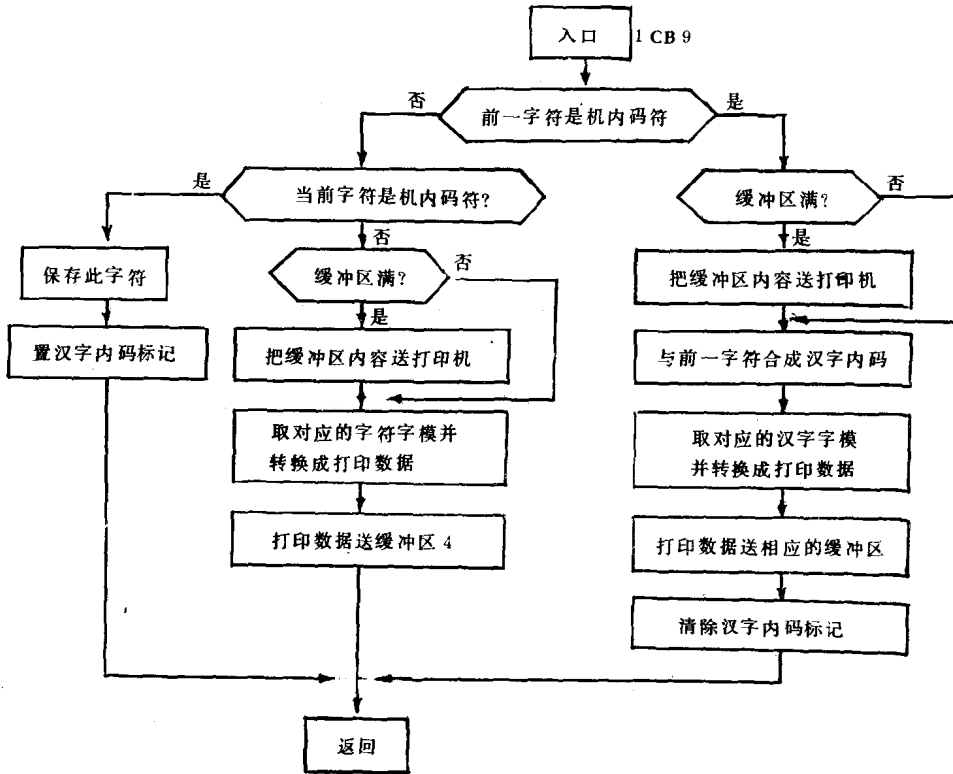 入口 1CB9
前一字符是机内码符
否
是
当前字符是机内码符?
是
否
缓冲区满?
否
是
保存此字符
置汉字内码标记
缓冲区满?
否
是
把缓冲区内容送打印机
取对应的字符字模并
转换成打印数据
打印数据送缓冲区4
把缓冲区内容送打印机
与前一字符合成汉字内码
取对应的汉字字模
并转换成打印数据
打印数据送相应的缓冲区
清除汉字内码标记
返回